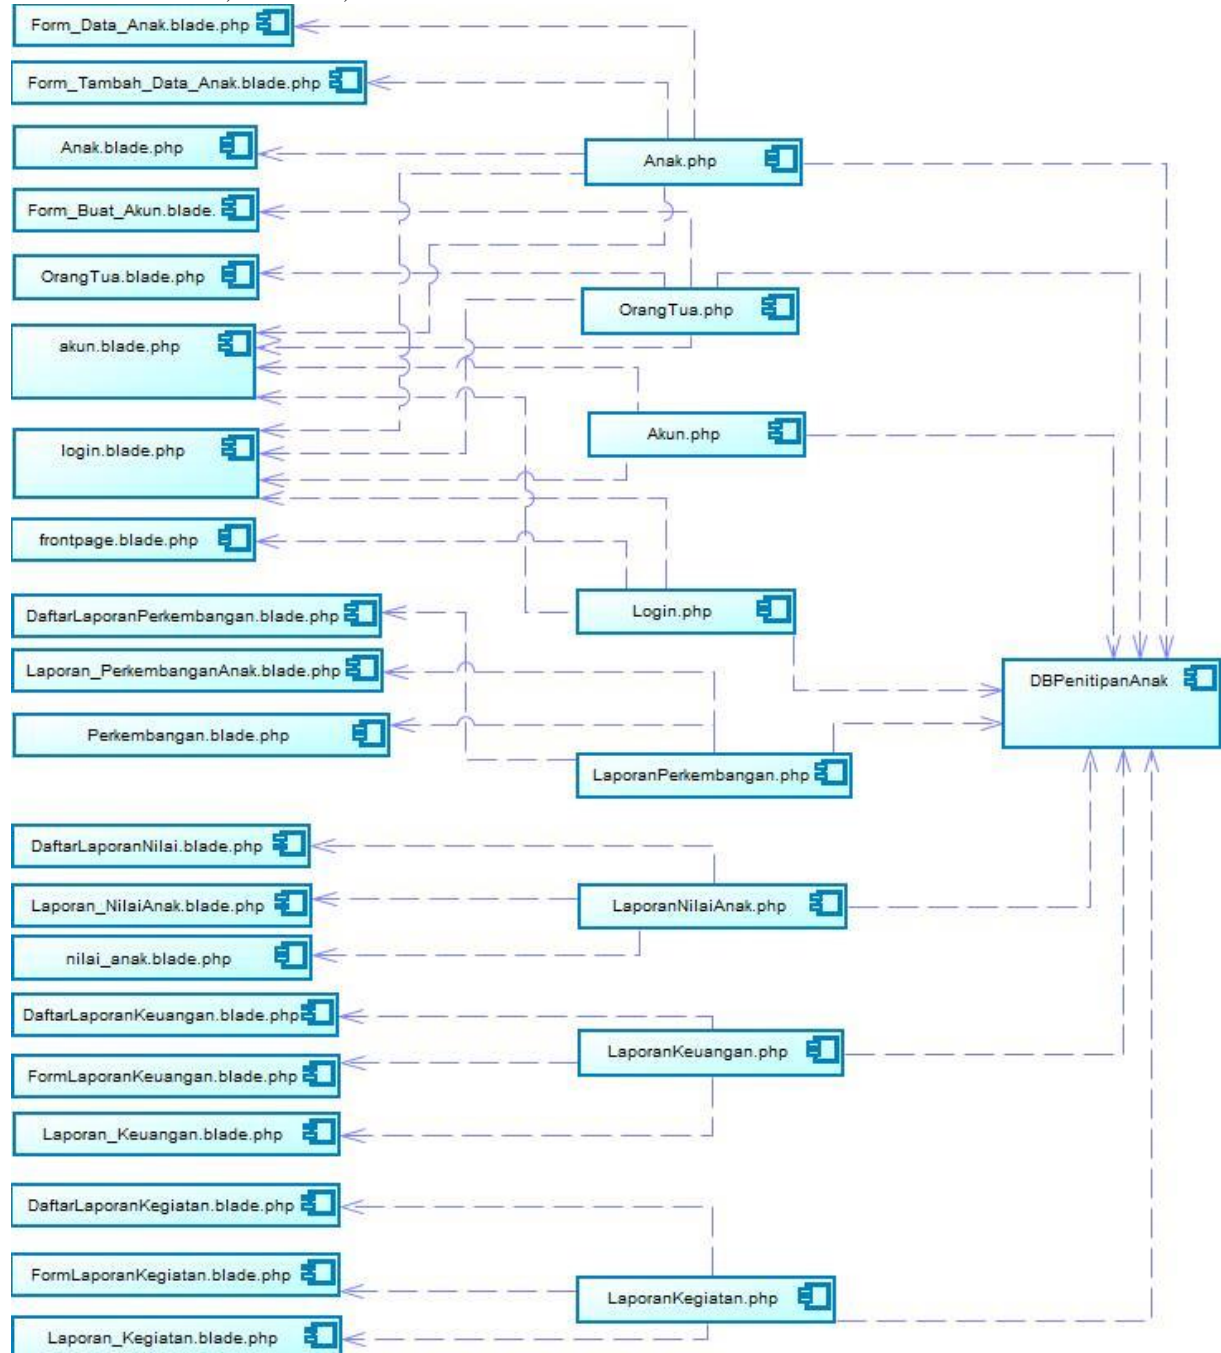 Form_Data_Anak.blade.php
Form_Tambah_Data_Anak.blade.php
Anak.blade.php
Anak.php
Form_Buat_Akun.blade.
OrangTua.blade.php
OrangTua.php
akun.blade.php
Akun.php
login.blade.php
frontpage.blade.php
DaftarLaporanPerkembangan.blade.php
Login.php
Laporan_PerkembanganAnak.blade.php
DBPenitipanAnak
Perkembangan.blade.php
LaporanPerkembangan.php
DaftarLaporanNilai.blade.php
Laporan_NilaiAnak.blade.php
LaporanNilaiAnak.php
nilai_anak.blade.php
DaftarLaporanKeuangan.blade.php
LaporanKeuangan.php
FormLaporanKeuangan.blade.php
Laporan_Keuangan.blade.php
DaftarLaporanKegiatan.blade.php
FormLaporanKegiatan.blade.php
LaporanKegiatan.php
Laporan_Kegiatan.blade.php